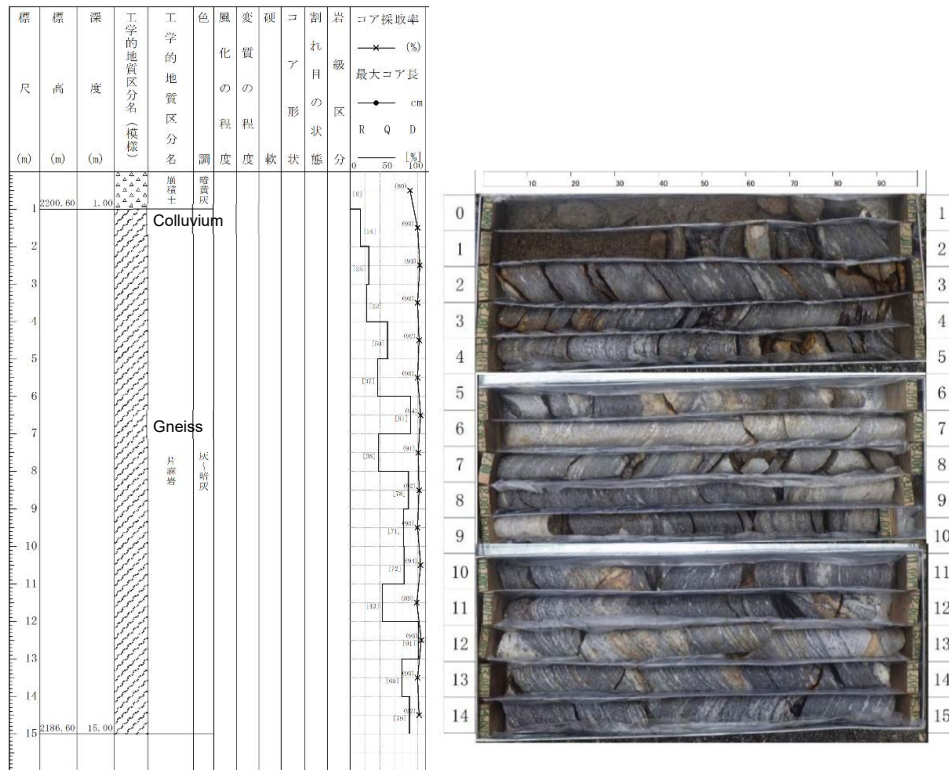 標尺 (m)
標高 (m)
深度 (m)
工学的地質区分名（模様）
工学的地質区分名
色調
風化の程度
変質の程度
硬軟
コア形状
割れ目の状態
岩級区分
コア採取率
(%)
最大コア長
cm
R Q D
[%]
0 50 100
崩積土
暗黄灰
2200.60 1.00
Colluvium
Gneiss
片麻岩
灰～暗灰
2186.60 15.00
1
2
3
4
5
6
7
8
9
10
11
12
13
14
15
[0]
(90)
(92)
[78]
[71]
[72]
[43]
10 20 30 40 50 60 70 80 90
0 1
1 2
2 3
3 4
4 5
5 6
6 7
7 8
8 9
9 10
10 11
11 12
12 13
13 14
14 15